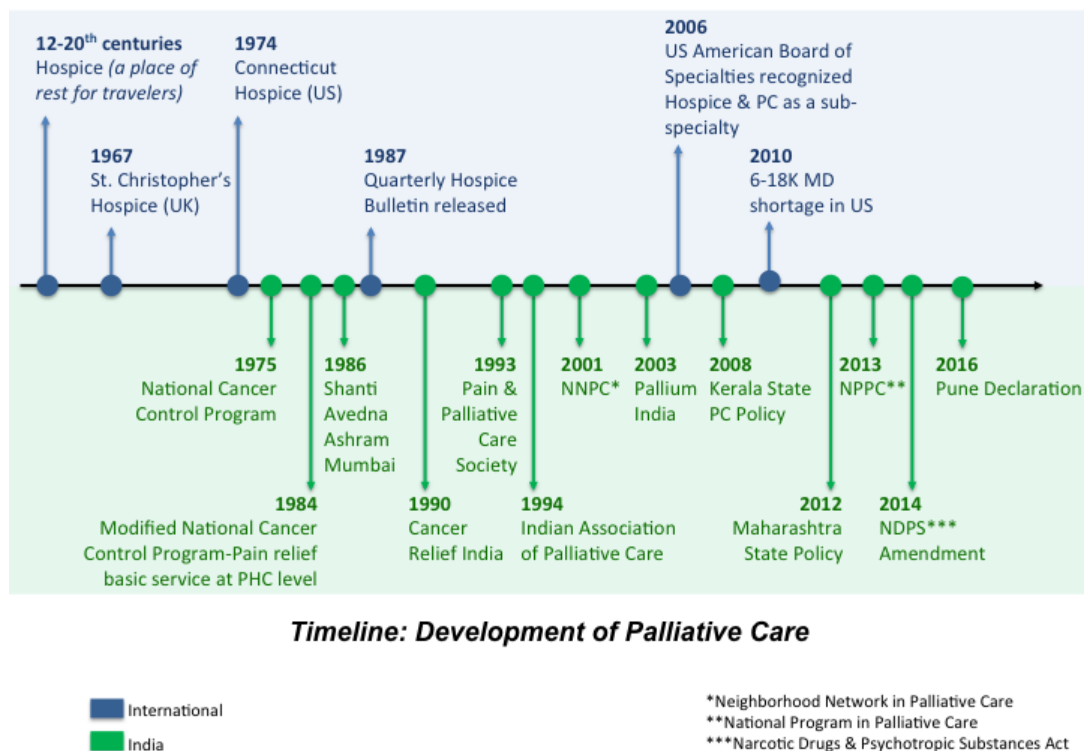 12-20th centuries
Hospice (a place of
rest for travelers)
1967
St. Christopher's
Hospice (UK)
1974
Connecticut
Hospice (US)
1987
Quarterly Hospice
Bulletin released
2006
US American Board of
Specialties recognized
Hospice & PC as a sub-
specialty
2010
6-18K MD
shortage in US
1975
National Cancer
Control Program
1984
Modified National Cancer
Control Program-Pain relief
basic service at PHC level
1986
Shanti
Avedna
Ashram
Mumbai
1990
Cancer
Relief India
1993
Pain &
Palliative
Care
Society
1994
Indian Association
of Palliative Care
2001
NNPC*
2003
Pallium
India
2008
Kerala State
PC Policy
2012
Maharashtra
State Policy
2013
NPPC**
2014
NDPS***
Amendment
2016
Pune Declaration
Timeline: Development of Palliative Care
International
India
*Neighborhood Network in Palliative Care
**National Program in Palliative Care
***Narcotic Drugs & Psychotropic Substances Act